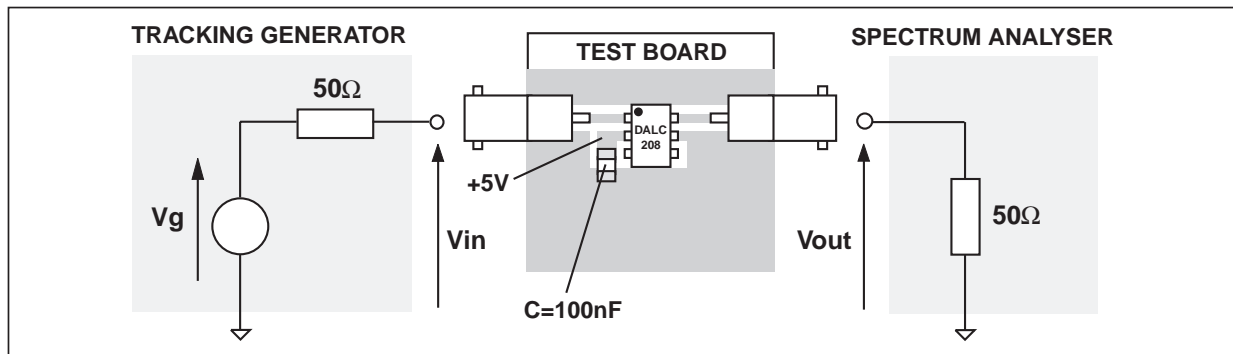 TRACKING GENERATOR
TEST BOARD
SPECTRUM ANALYSER
50Ω
DALC
208
+5V
Vg
Vin
Vout
50Ω
C=100nF